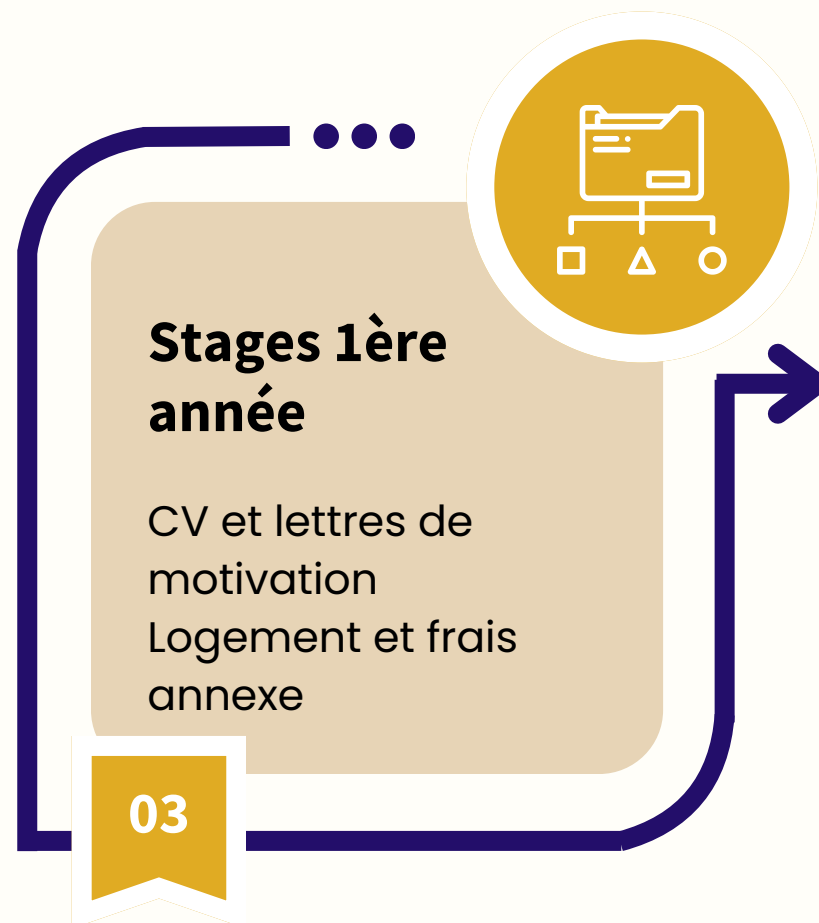 Stages 1ère
année
CV et lettres de
motivation
Logement et frais
annexe
03